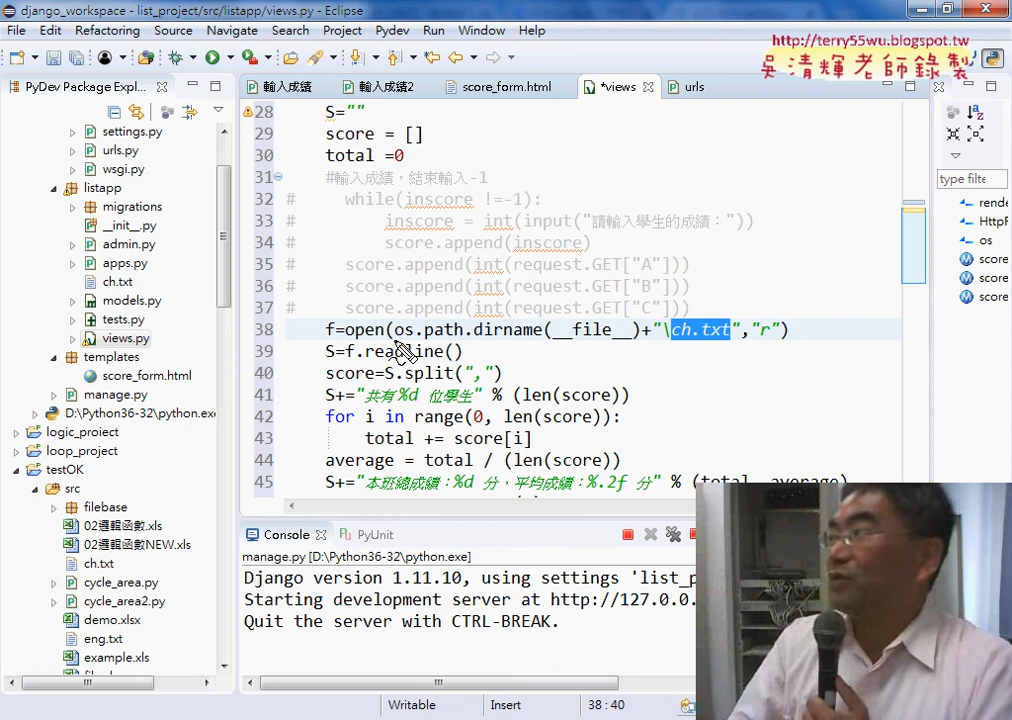 django_workspace - list_project/src/listapp/views.py - Eclipse
File Edit Refactoring Source Navigate Search Project Pydev Run Window Help
http://terry55wu.blogspot.tw
吳清輝老師錄製
PyDev Package Expl...
輸入成績
輸入成績2
score_form.html
*views
urls
settings.py
urls.py
wsgi.py
listapp
migrations
__init__.py
admin.py
apps.py
ch.txt
models.py
tests.py
views.py
templates
score_form.html
manage.py
D:\Python36-32\python.exe
logic_project
loop_project
testOK
src
filebase
02邏輯函數.xls
02邏輯函數NEW.xls
ch.txt
cycle_area.py
cycle_area2.py
demo.xlsx
eng.txt
example.xls
28 S=""
29 score = []
30 total =0
31 #輸入成績，結束輸入-1
32 # while(inscore !=-1):
33 # inscore = int(input("請輸入學生的成績："))
34 # score.append(inscore)
35 # score.append(int(request.GET["A"]))
36 # score.append(int(request.GET["B"]))
37 # score.append(int(request.GET["C"]))
38 f=open(os.path.dirname(__file__)+"\ch.txt","r")
39 S=f.readline()
40 score=S.split(",")
41 S+="共有%d 位學生" % (len(score))
42 for i in range(0, len(score)):
43 total += score[i]
44 average = total / (len(score))
45 S+="本班總成績：%d 分，平均成績：%.2f 分" % (total, average)
type filte
rende
HttpR
os
score
score
score
Console
PyUnit
manage.py [D:\Python36-32\python.exe]
Django version 1.11.10, using settings 'list_p
Starting development server at http://127.0.0.
Quit the server with CTRL-BREAK.
Writable
Insert
38 : 40